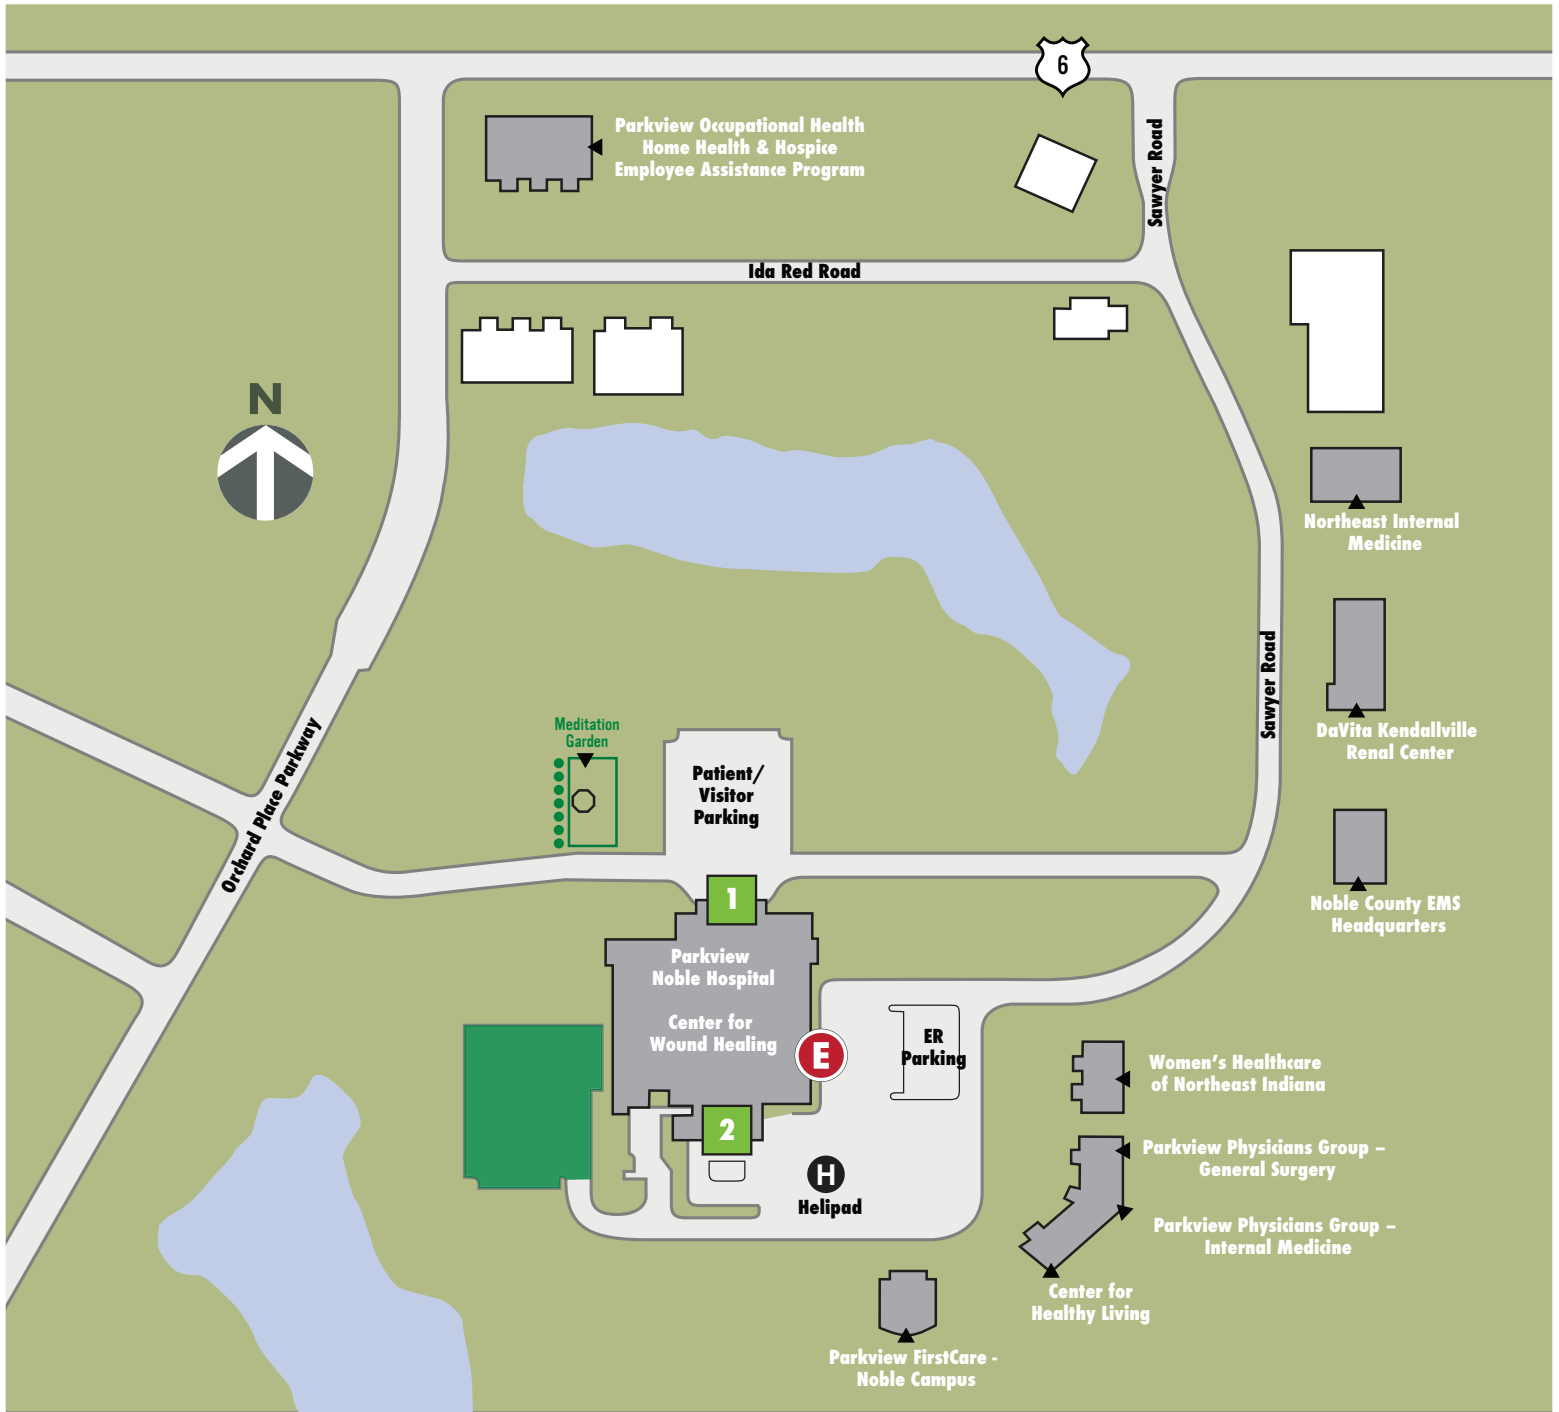 6
Parkview Occupational Health
Home Health & Hospice
Employee Assistance Program
Sawyer Road
Ida Red Road
N
Northeast Internal
Medicine
Sawyer Road
DaVita Kendallville
Renal Center
Meditation
Garden
Orchard Place Parkway
Patient/
Visitor
Parking
Noble County EMS
Headquarters
1
Parkview
Noble Hospital
Center for
Wound Healing
E
ER
Parking
Women's Healthcare
of Northeast Indiana
2
Parkview Physicians Group –
General Surgery
H
Helipad
Parkview Physicians Group –
Internal Medicine
Center for
Healthy Living
Parkview FirstCare -
Noble Campus